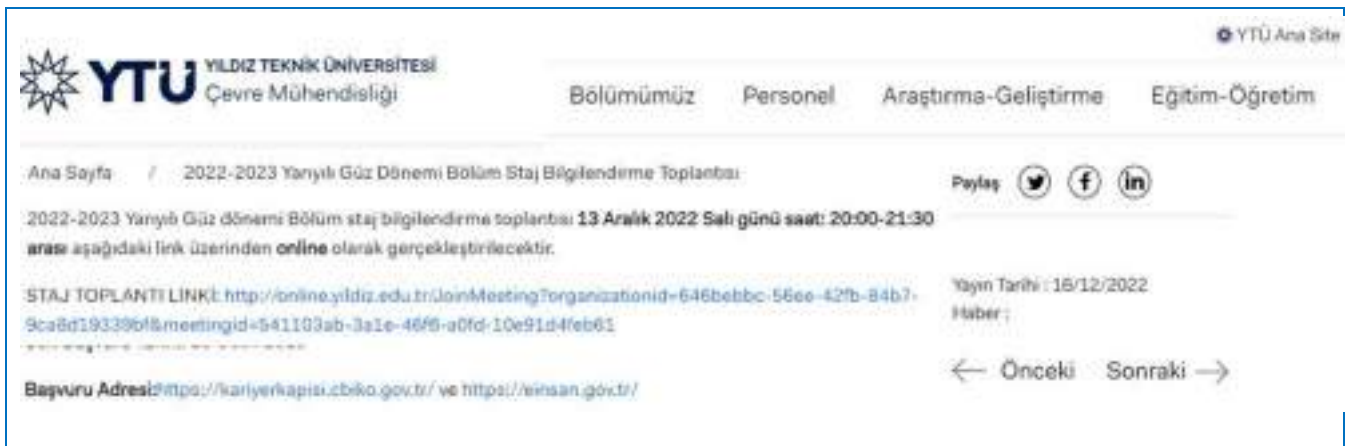 YTÜ Ana Site
YTÜ YILDIZ TEKNİK ÜNİVERSİTESİ
Çevre Mühendisliği
Bölümümüz Personel Araştırma-Geliştirme Eğitim-Öğretim
Ana Sayfa / 2022-2023 Yarıyılı Güz Dönemi Bölüm Staj Bilgilendirme Toplantısı
Paylaş
2022-2023 Yarıyılı Güz dönemi Bölüm staj bilgilendirme toplantısı 13 Aralık 2022 Salı günü saat: 20:00-21:30
arası aşağıdaki link üzerinden online olarak gerçekleştirilecektir.
STAJ TOPLANTI LİNKİ: http://online.yildiz.edu.tr/JoinMeeting?organizationid=646bebbc-56ee-42fb-84b7-
9ca8d19339bf&meetingid=541103ab-3a1e-46f6-a0fd-10e91d4feb61
Yayın Tarihi : 16/12/2022
Haber :
Önceki Sonraki
Başvuru Adresi:https://kariyerkapisi.cbiko.gov.tr/ ve https://einsan.gov.tr/